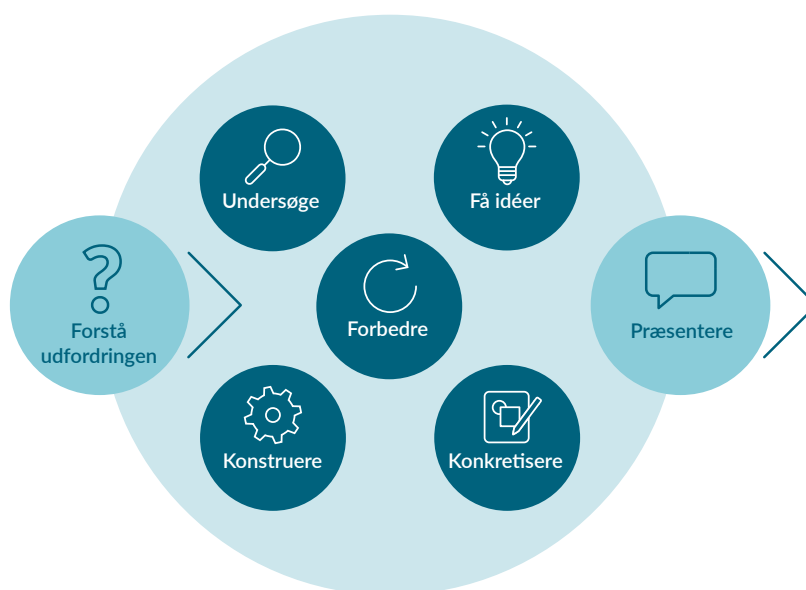 Undersøge
Få idéer
Forstå
udfordringen
Forbedre
Præsentere
Konstruere
Konkretisere